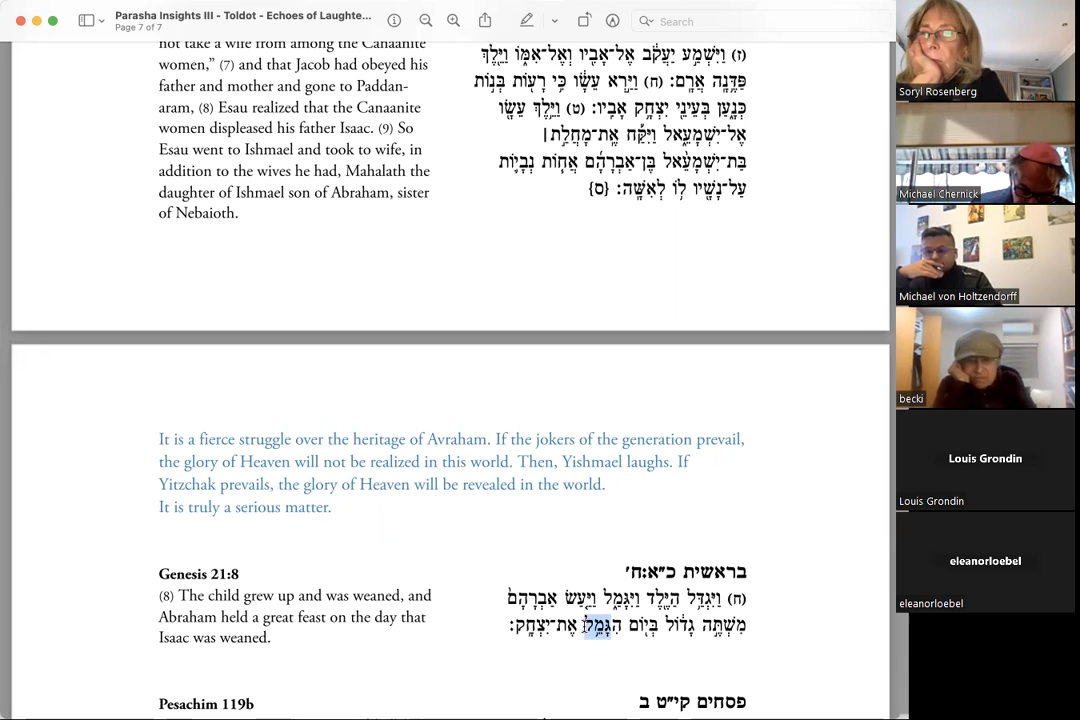 Parasha Insights III - Toldot - Echoes of Laughte...
Page 7 of 7
Search
not take a wife from among the Canaanite
women,” (7) and that Jacob had obeyed his
father and mother and gone to Paddan-
aram, (8) Esau realized that the Canaanite
women displeased his father Isaac. (9) So
Esau went to Ishmael and took to wife, in
addition to the wives he had, Mahalath the
daughter of Ishmael son of Abraham, sister
of Nebaioth.
(ז) וַיִּשְׁמַ֣ע יַעֲקֹ֔ב אֶל־אָבִ֖יו וְאֶל־אִמּ֑וֹ וַיֵּ֖לֶךְ
פַּדֶּ֥נָֽה אֲרָֽם׃ (ח) וַיַּ֣רְא עֵשָׂ֔ו כִּ֥י רָע֖וֹת בְּנ֣וֹת
כְּנָ֑עַן בְּעֵינֵ֖י יִצְחָ֥ק אָבִֽיו׃ (ט) וַיֵּ֥לֶךְ עֵשָׂ֖ו
אֶל־יִשְׁמָעֵ֑אל וַיִּקַּ֡ח אֶֽת־מָחֲלַ֣ת ׀
בַּת־יִשְׁמָעֵ֨אל בֶּן־אַבְרָהָ֜ם אֲח֧וֹת נְבָי֛וֹת
עַל־נָשָׁ֖יו ל֥וֹ לְאִשָּֽׁה׃ {ס}
It is a fierce struggle over the heritage of Avraham. If the jokers of the generation prevail,
the glory of Heaven will not be realized in this world. Then, Yishmael laughs. If
Yitzchak prevails, the glory of Heaven will be revealed in the world.
It is truly a serious matter.
Genesis 21:8
(8) The child grew up and was weaned, and
Abraham held a great feast on the day that
Isaac was weaned.
בראשית כ״א:ח׳
(ח) וַיִּגְדַּ֥ל הַיֶּ֖לֶד וַיִּגָּמַ֑ל וַיַּ֤עַשׂ אַבְרָהָם֙
מִשְׁתֶּ֣ה גָד֔וֹל בְּי֖וֹם הִגָּמֵ֥ל אֶת־יִצְחָֽק׃
Pesachim 119b
פסחים קי״ט ב
Soryl Rosenberg
Michael Chernick
Michael von Holtzendorff
becki
Louis Grondin
Louis Grondin
eleanorloebel
eleanorloebel